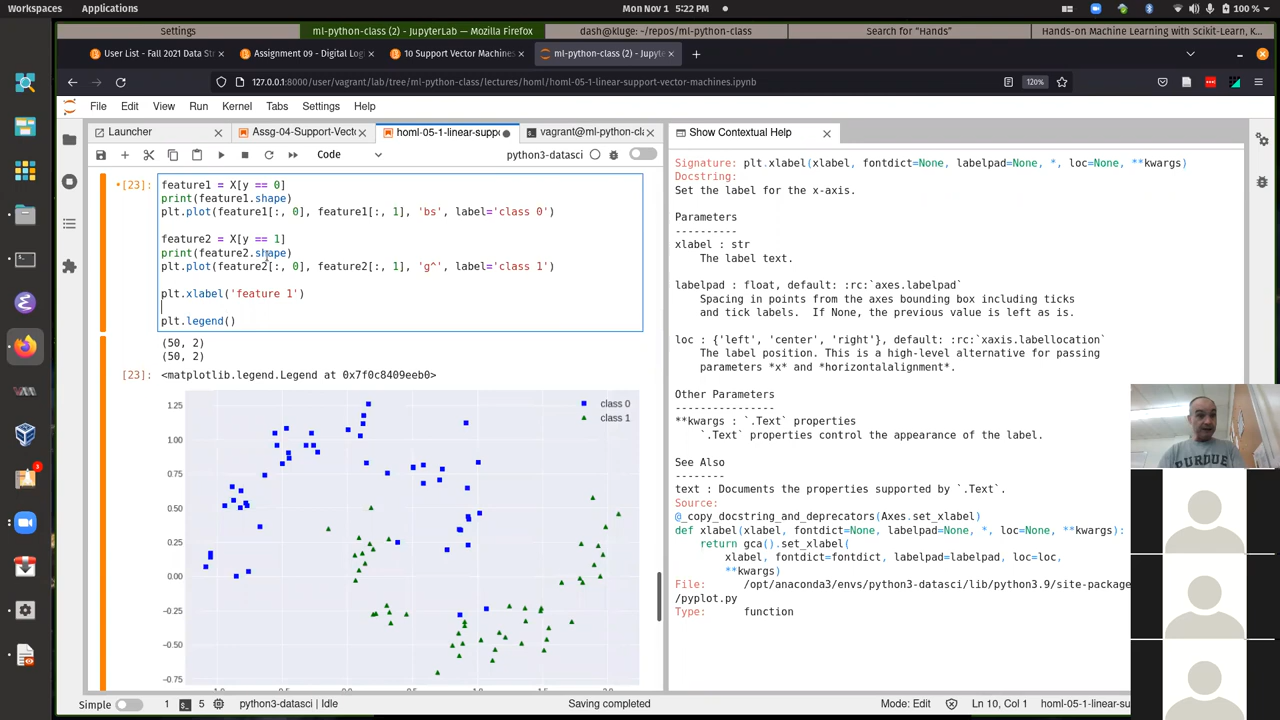 Workspaces
Applications
Mon Nov 1 5:22 PM
100 %
Settings
ml-python-class (2) - JupyterLab — Mozilla Firefox
dash@kluge: ~/repos/ml-python-class
Search for "Hands"
Hands-on Machine Learning with Scikit-Learn, K...
User List - Fall 2021 Data Str
Assignment 09 - Digital Logi
10 Support Vector Machines
ml-python-class (2) - Jupyte
127.0.0.1:8000/user/vagrant/lab/tree/ml-python-class/lectures/homl/homl-05-1-linear-support-vector-machines.ipynb
120%
File
Edit
View
Run
Kernel
Tabs
Settings
Help
Launcher
Assg-04-Support-Vect
homl-05-1-linear-supp
vagrant@ml-python-cl
Show Contextual Help
Code
python3-datasci
[23]:
feature1 = X[y == 0]
print(feature1.shape)
plt.plot(feature1[:, 0], feature1[:, 1], 'bs', label='class 0')
feature2 = X[y == 1]
print(feature2.shape)
plt.plot(feature2[:, 0], feature2[:, 1], 'g^', label='class 1')
plt.xlabel('feature 1')
plt.legend()
(50, 2)
(50, 2)
[23]:
<matplotlib.legend.Legend at 0x7f0c8409eeb0>
class 0
class 1
1.25
1.00
0.75
0.50
0.25
0.00
-0.25
-0.50
-0.75
Signature: plt.xlabel(xlabel, fontdict=None, labelpad=None, *, loc=None, **kwargs)
Docstring:
Set the label for the x-axis.
Parameters
----------
xlabel : str
The label text.
labelpad : float, default: :rc:`axes.labelpad`
Spacing in points from the axes bounding box including ticks
and tick labels.  If None, the previous value is left as is.
loc : {'left', 'center', 'right'}, default: :rc:`xaxis.labellocation`
The label position. This is a high-level alternative for passing
parameters *x* and *horizontalalignment*.
Other Parameters
----------------
**kwargs : `.Text` properties
`.Text` properties control the appearance of the label.
See Also
--------
text : Documents the properties supported by `.Text`.
Source:
@_copy_docstring_and_deprecators(Axes.set_xlabel)
def xlabel(xlabel, fontdict=None, labelpad=None, *, loc=None, **kwargs):
return gca().set_xlabel(
xlabel, fontdict=fontdict, labelpad=labelpad, loc=loc,
**kwargs)
File:
/opt/anaconda3/envs/python3-datasci/lib/python3.9/site-package
/pyplot.py
Type:
function
PURDUE
3
Simple
1
5
python3-datasci | Idle
Saving completed
Mode: Edit
Ln 10, Col 1
homl-05-1-linear-su